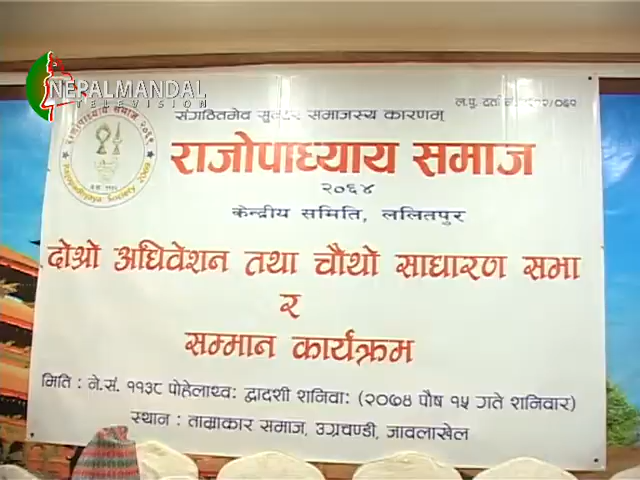 NEPALMANDAL
TELEVISION
संगठितमेव सुन्दर समाजस्य कारणम्
राजोपाध्याय समाज
२०६४
केन्द्रीय समिति, ललितपुर
दोश्रो अधिवेशन तथा चौथो साधारण सभा
र
सम्मान कार्यक्रम
मिति : ने.सं. ११३८ पोहेलाथ्वः द्वादशी शनिवाः (२०७४ पौष १५ गते शनिवार)
स्थान : ताम्राकार समाज, उग्रचण्डी, जावलाखेल